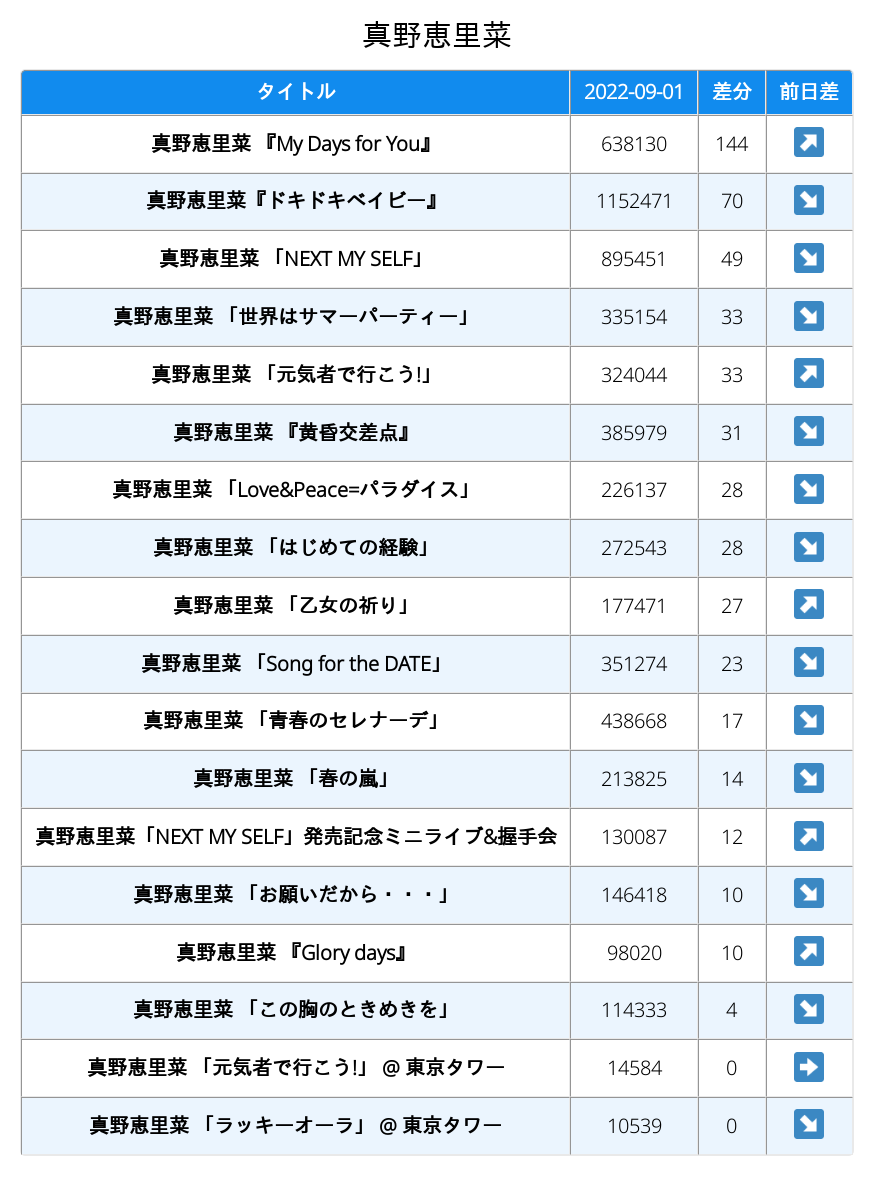 真野恵里菜
タイトル 2022-09-01 差分 前日差
真野恵里菜 『My Days for You』 638130 144 ↗
真野恵里菜『ドキドキベイビー』 1152471 70 ↘
真野恵里菜 「NEXT MY SELF」 895451 49 ↘
真野恵里菜 「世界はサマーパーティー」 335154 33 ↘
真野恵里菜 「元気者で行こう!」 324044 33 ↗
真野恵里菜 『黄昏交差点』 385979 31 ↘
真野恵里菜 「Love&Peace=パラダイス」 226137 28 ↘
真野恵里菜 「はじめての経験」 272543 28 ↘
真野恵里菜 「乙女の祈り」 177471 27 ↗
真野恵里菜 「Song for the DATE」 351274 23 ↘
真野恵里菜 「青春のセレナーデ」 438668 17 ↘
真野恵里菜 「春の嵐」 213825 14 ↘
真野恵里菜「NEXT MY SELF」発売記念ミニライブ&握手会 130087 12 ↗
真野恵里菜 「お願いだから・・・」 146418 10 ↘
真野恵里菜 『Glory days』 98020 10 ↗
真野恵里菜 「この胸のときめきを」 114333 4 ↘
真野恵里菜 「元気者で行こう!」 @ 東京タワー 14584 0 ➡
真野恵里菜 「ラッキーオーラ」 @ 東京タワー 10539 0 ↘